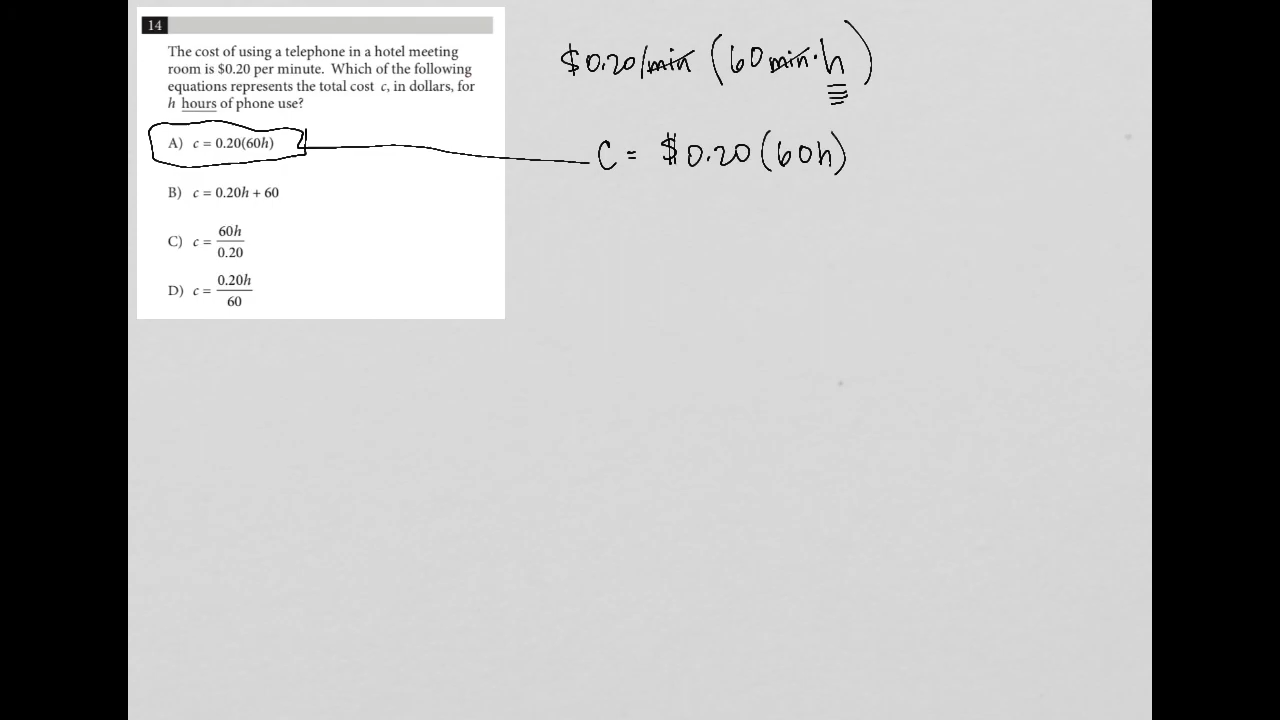 14
The cost of using a telephone in a hotel meeting
room is $0.20 per minute. Which of the following
equations represents the total cost c, in dollars, for
h hours of phone use?
A) c = 0.20(60h)
B) c = 0.20h + 60
C) c = 60h/0.20
D) c = 0.20h/60
$0.20/min (60 min·h)
C = $0.20(60h)